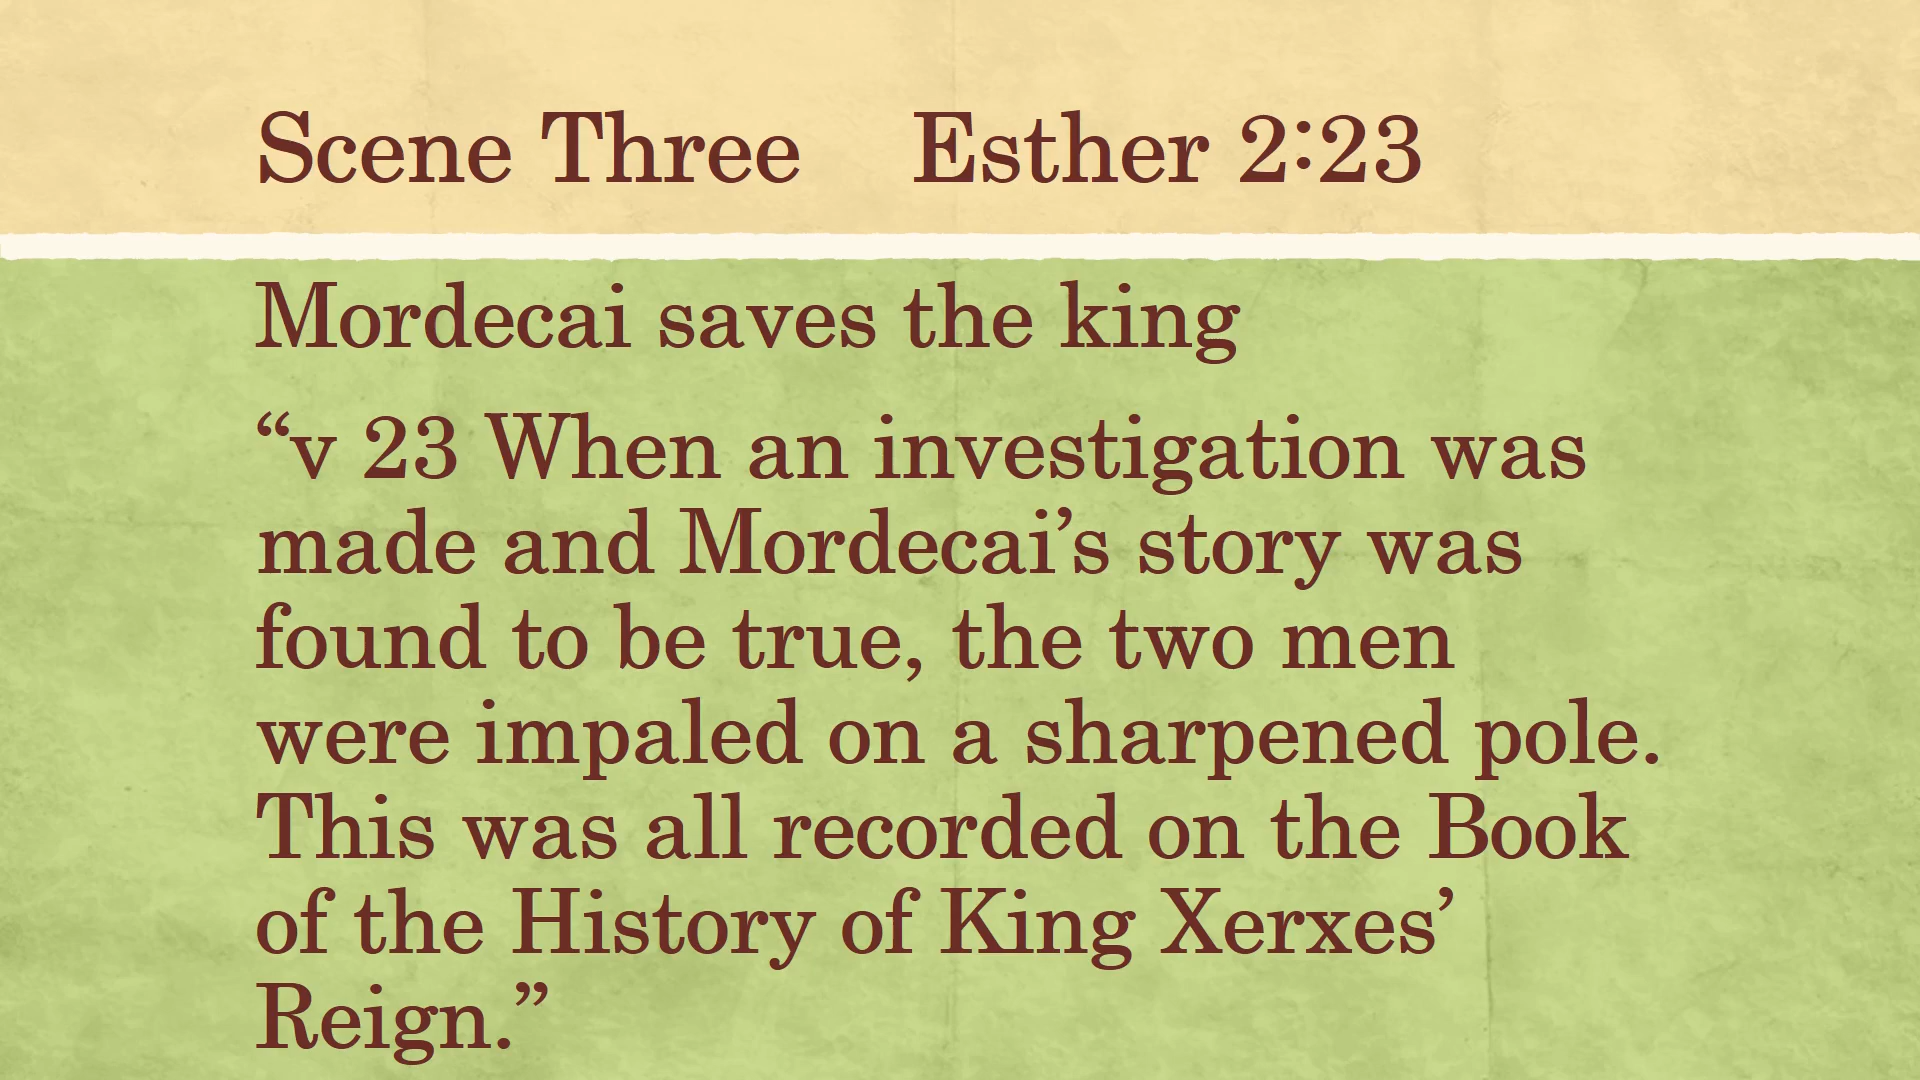 Scene Three Esther 2:23
Mordecai saves the king
“v 23 When an investigation was
made and Mordecai’s story was
found to be true, the two men
were impaled on a sharpened pole.
This was all recorded on the Book
of the History of King Xerxes’
Reign.”